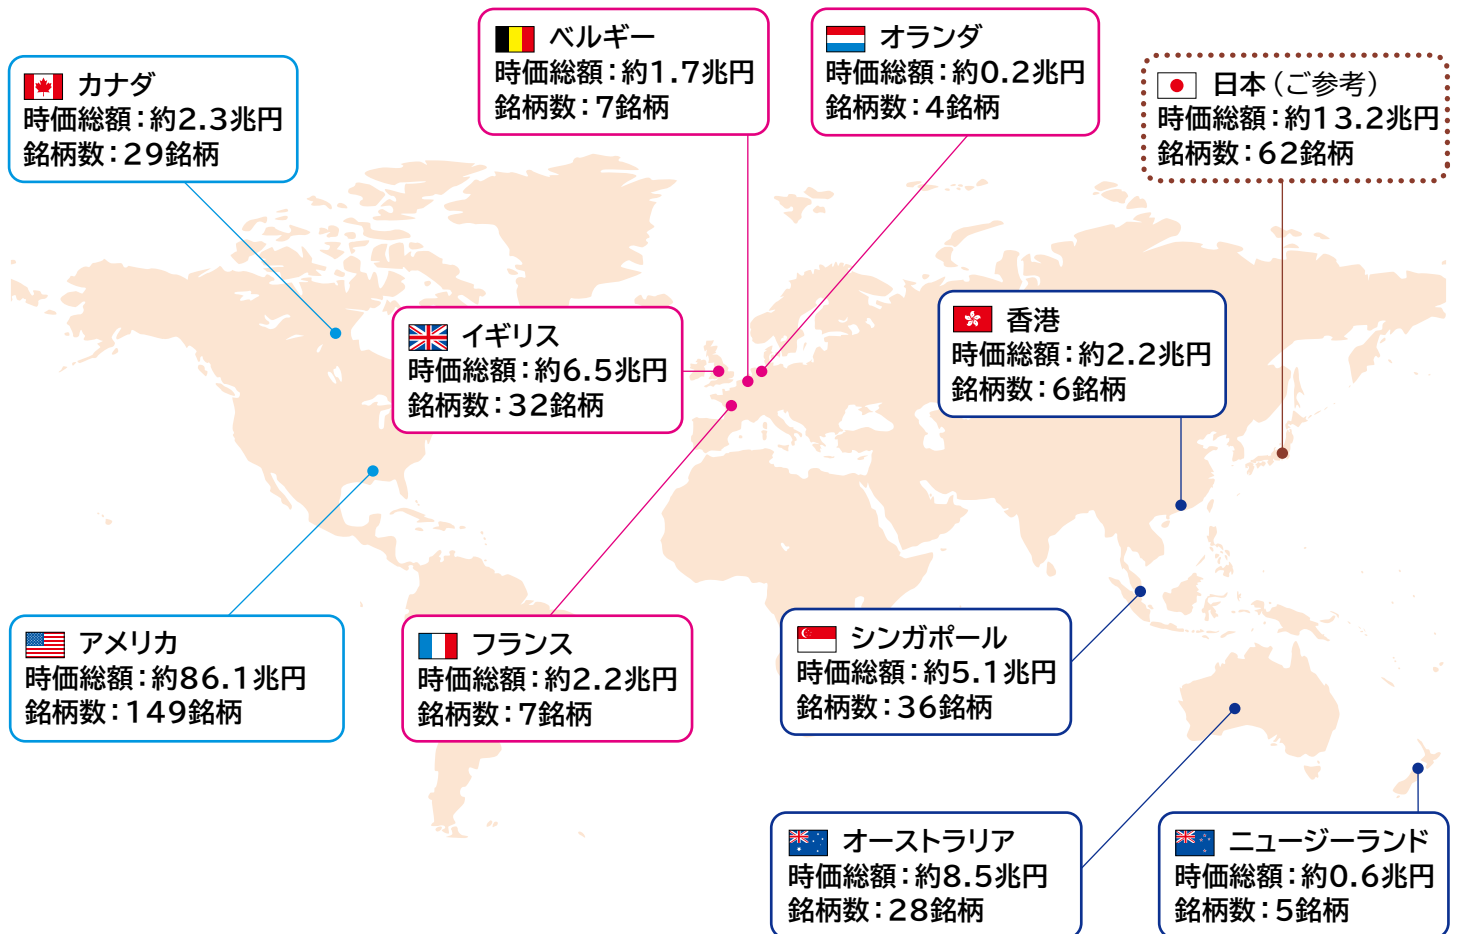 カナダ
時価総額：約2.3兆円
銘柄数：29銘柄
ベルギー
時価総額：約1.7兆円
銘柄数：7銘柄
オランダ
時価総額：約0.2兆円
銘柄数：4銘柄
日本（ご参考）
時価総額：約13.2兆円
銘柄数：62銘柄
イギリス
時価総額：約6.5兆円
銘柄数：32銘柄
香港
時価総額：約2.2兆円
銘柄数：6銘柄
アメリカ
時価総額：約86.1兆円
銘柄数：149銘柄
フランス
時価総額：約2.2兆円
銘柄数：7銘柄
シンガポール
時価総額：約5.1兆円
銘柄数：36銘柄
オーストラリア
時価総額：約8.5兆円
銘柄数：28銘柄
ニュージーランド
時価総額：約0.6兆円
銘柄数：5銘柄